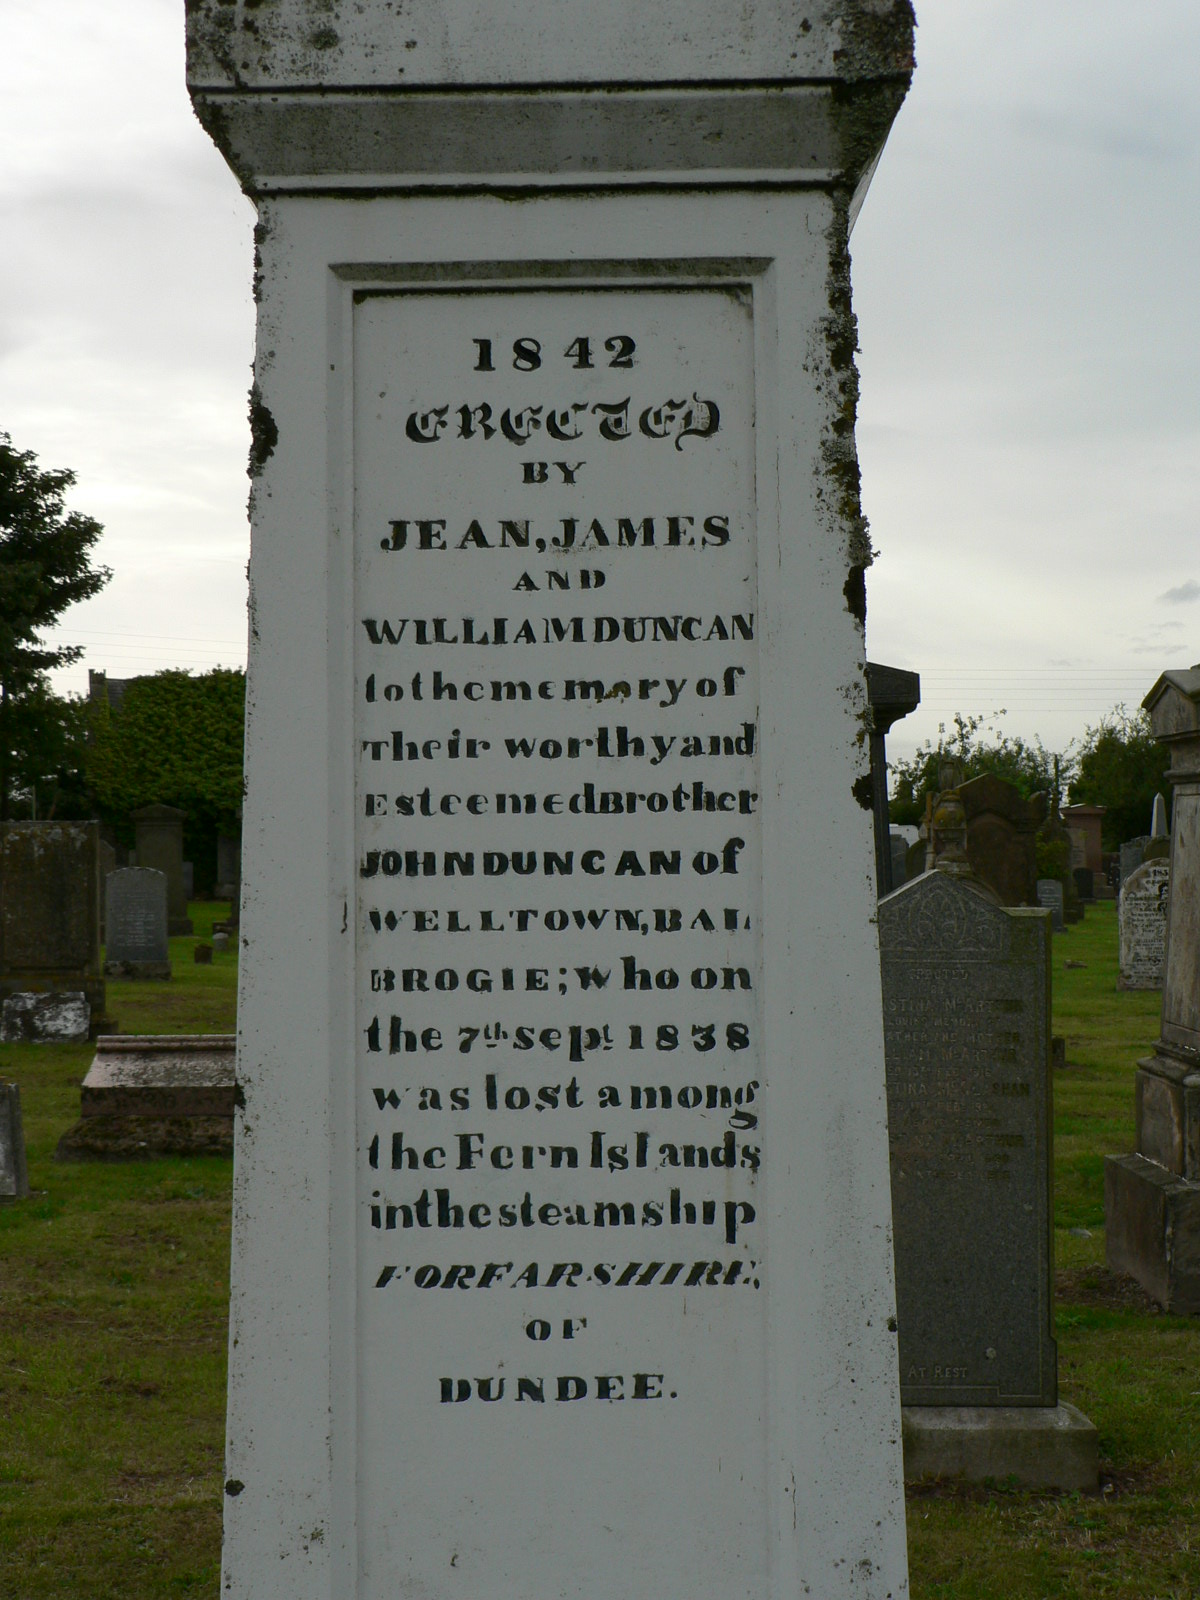 1842
ERECTED
BY
JEAN, JAMES
AND
WILLIAM DUNCAN
to the memory of
Their worthy and
Esteemed Brother
JOHN DUNCAN of
WELLTOWN, BAL
BROGIE; Who on
the 7th sept. 1838
was lost among
the Fern Islands
in the steamship
FORFARSHIRE,
OF
DUNDEE.
AT REST